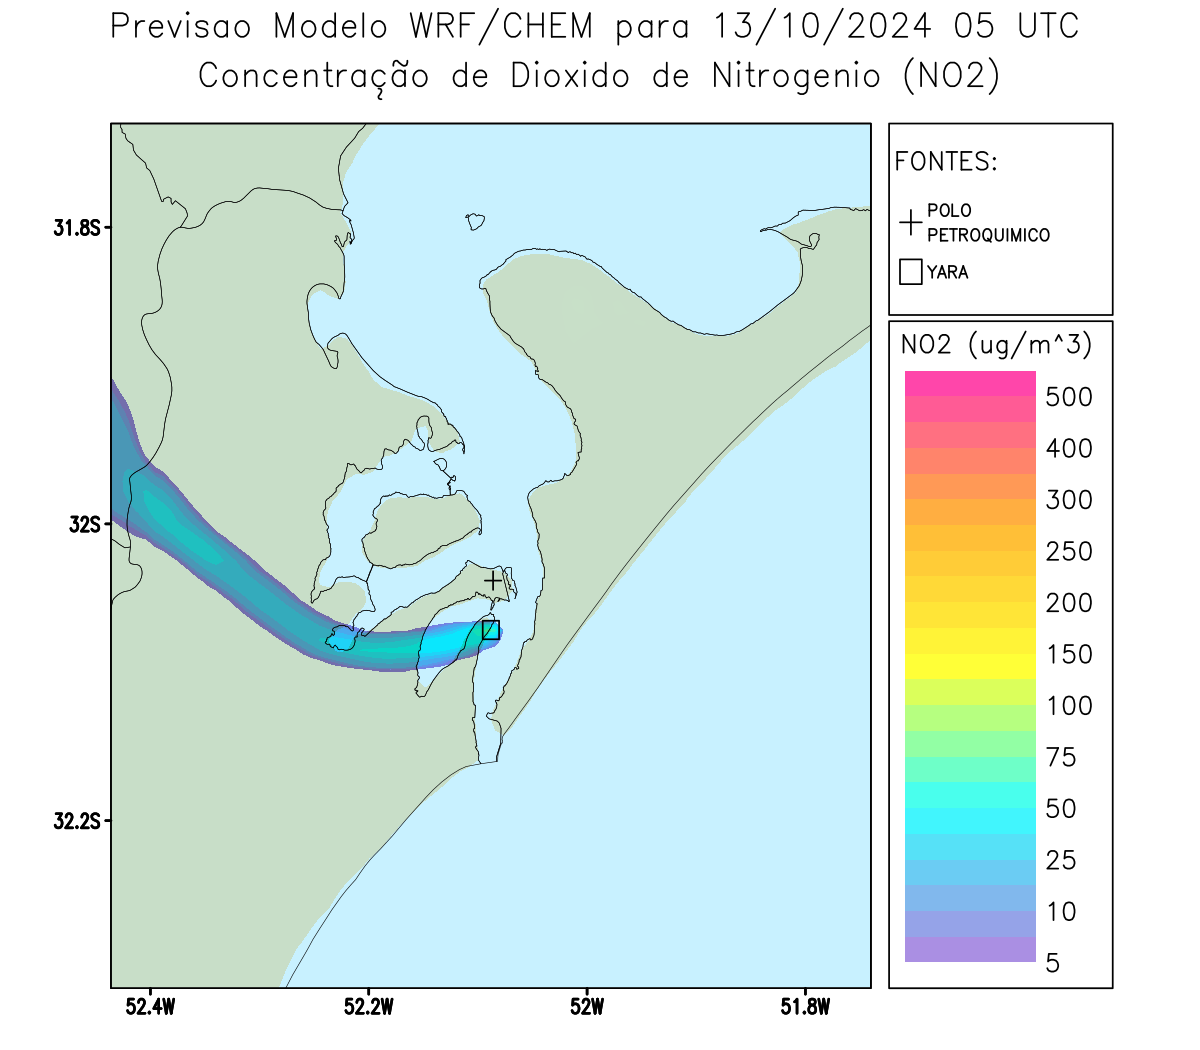 Previsao Modelo WRF/CHEM para 13/10/2024 05 UTC
Concentração de Dioxido de Nitrogenio (NO2)
FONTES:
POLO
PETROQUIMICO
YARA
31.8S
32S
32.2S
52.4W
52.2W
52W
51.8W
NO2 (ug/m^3)
500
400
300
250
200
150
100
75
50
25
10
5